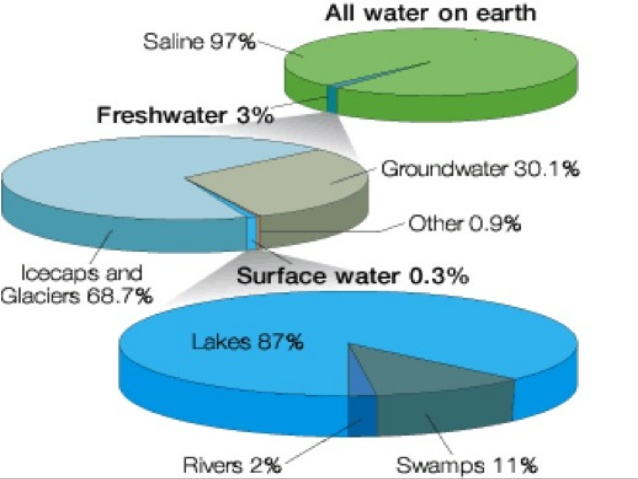 All water on earth
Saline 97%
Freshwater 3%
Groundwater 30.1%
Other 0.9%
Icecaps and
Glaciers 68.7%
Surface water 0.3%
Lakes 87%
Rivers 2%
Swamps 11%